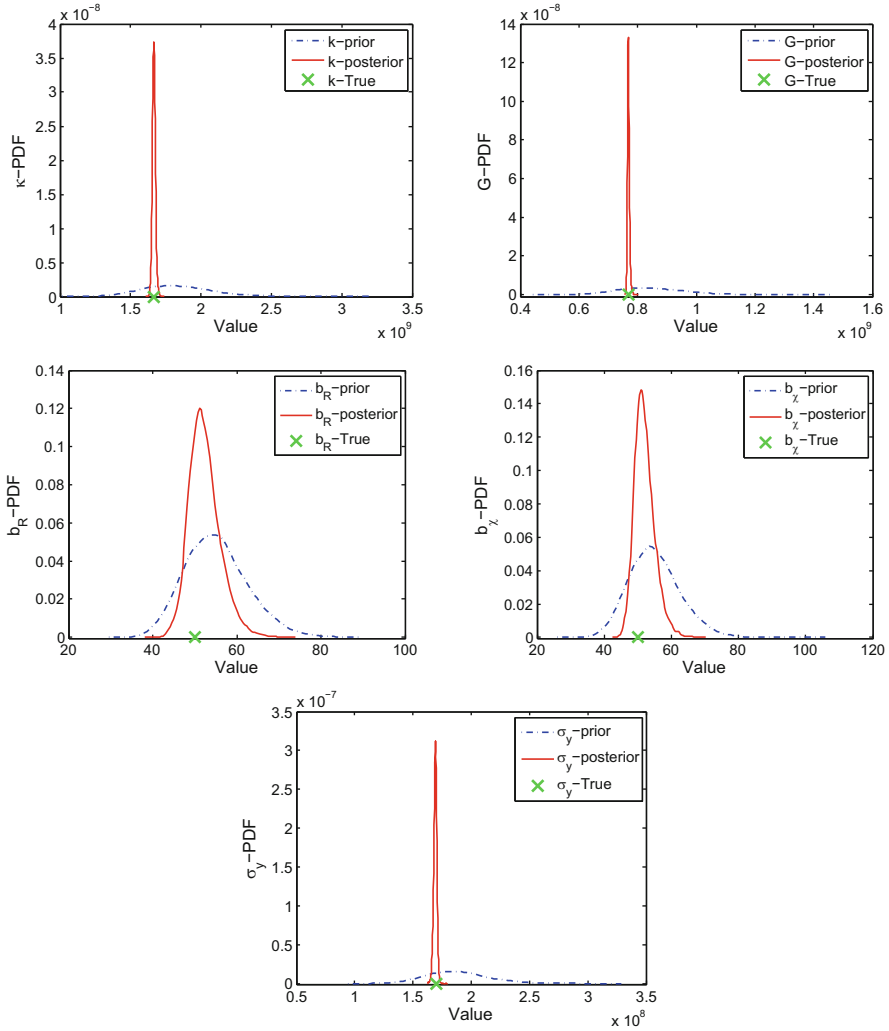 x 10⁻⁸
4
3.5
3
2.5
2
1.5
1
0.5
0
κ−PDF
k−prior
k−posterior
k−True
1 1.5 2 2.5 3 3.5
Value
x 10⁹
x 10⁻⁸
14
12
10
8
6
4
2
0
G−PDF
G−prior
G−posterior
G−True
0.4 0.6 0.8 1 1.2 1.4 1.6
Value
x 10⁹
0.14
0.12
0.1
0.08
0.06
0.04
0.02
0
b_R−PDF
b_R−prior
b_R−posterior
b_R−True
20 40 60 80 100
Value
0.16
0.14
0.12
0.1
0.08
0.06
0.04
0.02
0
b_χ−PDF
b_χ−prior
b_χ−posterior
b_χ−True
20 40 60 80 100 120
Value
x 10⁻⁷
3.5
3
2.5
2
1.5
1
0.5
0
σ_y−PDF
σ_y−prior
σ_y−posterior
σ_y−True
0.5 1 1.5 2 2.5 3 3.5
Value
x 10⁸